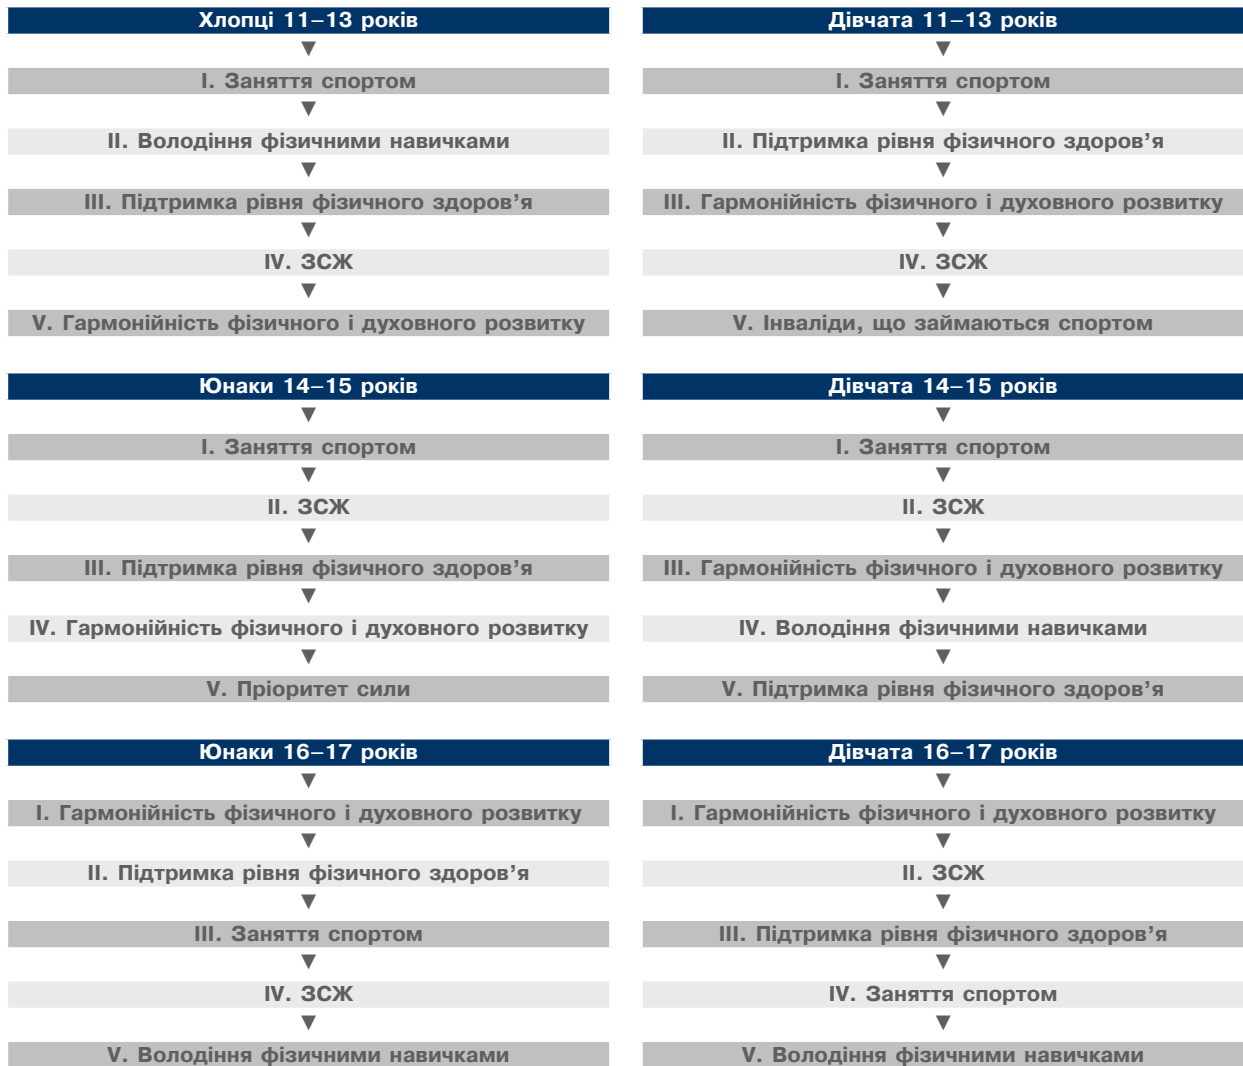 Хлопці 11–13 років
I. Заняття спортом
II. Володіння фізичними навичками
III. Підтримка рівня фізичного здоров’я
IV. ЗСЖ
V. Гармонійність фізичного і духовного розвитку
Дівчата 11–13 років
I. Заняття спортом
II. Підтримка рівня фізичного здоров’я
III. Гармонійність фізичного і духовного розвитку
IV. ЗСЖ
V. Інваліди, що займаються спортом
Юнаки 14–15 років
I. Заняття спортом
II. ЗСЖ
III. Підтримка рівня фізичного здоров’я
IV. Гармонійність фізичного і духовного розвитку
V. Пріоритет сили
Дівчата 14–15 років
I. Заняття спортом
II. ЗСЖ
III. Гармонійність фізичного і духовного розвитку
IV. Володіння фізичними навичками
V. Підтримка рівня фізичного здоров’я
Юнаки 16–17 років
I. Гармонійність фізичного і духовного розвитку
II. Підтримка рівня фізичного здоров’я
III. Заняття спортом
IV. ЗСЖ
V. Володіння фізичними навичками
Дівчата 16–17 років
I. Гармонійність фізичного і духовного розвитку
II. ЗСЖ
III. Підтримка рівня фізичного здоров’я
IV. Заняття спортом
V. Володіння фізичними навичками